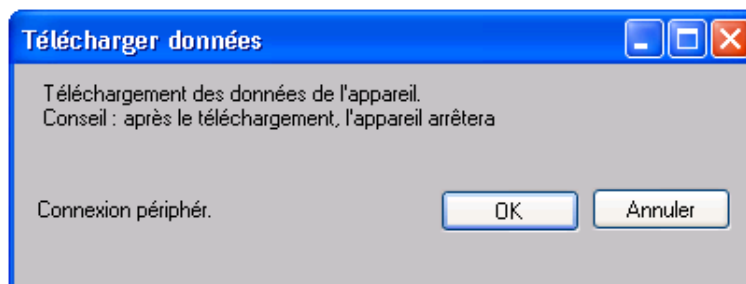 Télécharger données
Téléchargement des données de l'appareil.
Conseil : après le téléchargement, l'appareil arrêtera
Connexion périphér.
OK
Annuler